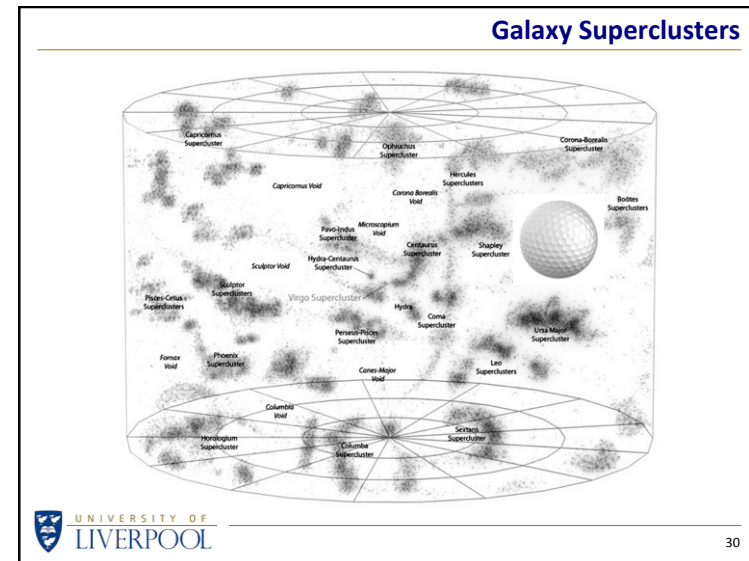 Galaxy Superclusters
Capricornus
Supercluster
Ophiuchus
Supercluster
Corona-Borealis
Supercluster
Hercules
Superclusters
Capricornus Void
Corona Borealis
Void
Boötes
Superclusters
Microscopium
Void
Pavo-Indus
Supercluster
Centaurus
Supercluster
Shapley
Supercluster
Hydra-Centaurus
Supercluster
Sculptor Void
Sculptor
Superclusters
Pisces-Cetus
Superclusters
Virgo Supercluster
Hydra
Coma
Supercluster
Perseus-Pisces
Supercluster
Ursa Major
Supercluster
Fornax
Void
Phoenix
Supercluster
Leo
Superclusters
Canes-Major
Void
Columbia
Void
Horologium
Supercluster
Columba
Supercluster
Sextans
Supercluster
UNIVERSITY OF
LIVERPOOL
30